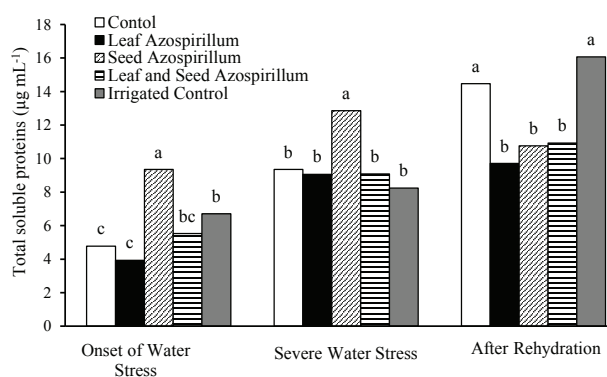 18
16
14
12
10
8
6
4
2
0
Total soluble proteins (µg mL⁻¹)
Contol
Leaf Azospirillum
Seed Azospirillum
Leaf and Seed Azospirillum
Irrigated Control
c
c
a
bc
b
b
b
a
b
b
a
b
b
b
a
Onset of Water
Stress
Severe Water Stress
After Rehydration